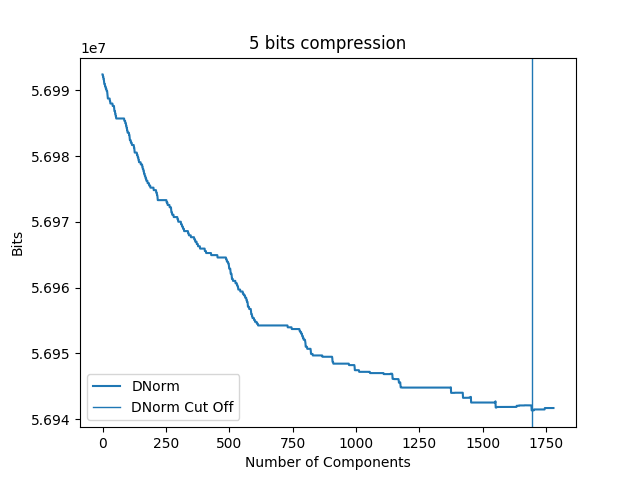 5 bits compression
1e7
5.699
5.698
5.697
5.696
5.695
5.694
Bits
DNorm
DNorm Cut Off
0 250 500 750 1000 1250 1500 1750
Number of Components